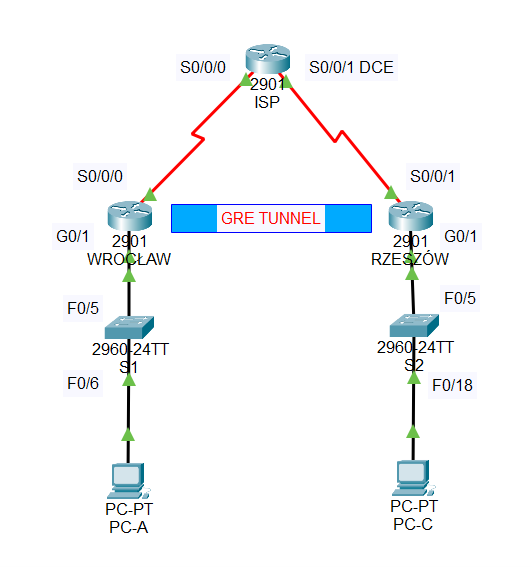 S0/0/0
S0/0/1 DCE
2901
ISP
S0/0/0
S0/0/1
GRE TUNNEL
G0/1
2901
WROCŁAW
2901
RZESZÓW
G0/1
F0/5
F0/5
2960-24TT
S1
2960-24TT
S2
F0/6
F0/18
PC-PT
PC-A
PC-PT
PC-C